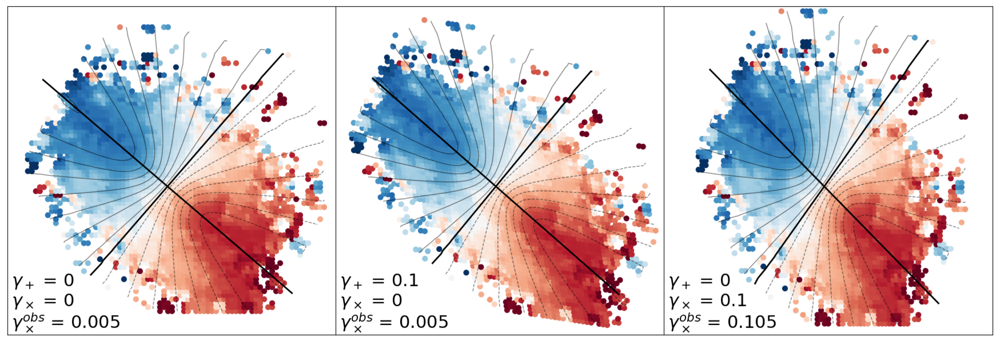 γ₊ = 0
γ× = 0
γ×^obs = 0.005
γ₊ = 0.1
γ× = 0
γ×^obs = 0.005
γ₊ = 0
γ× = 0.1
γ×^obs = 0.105